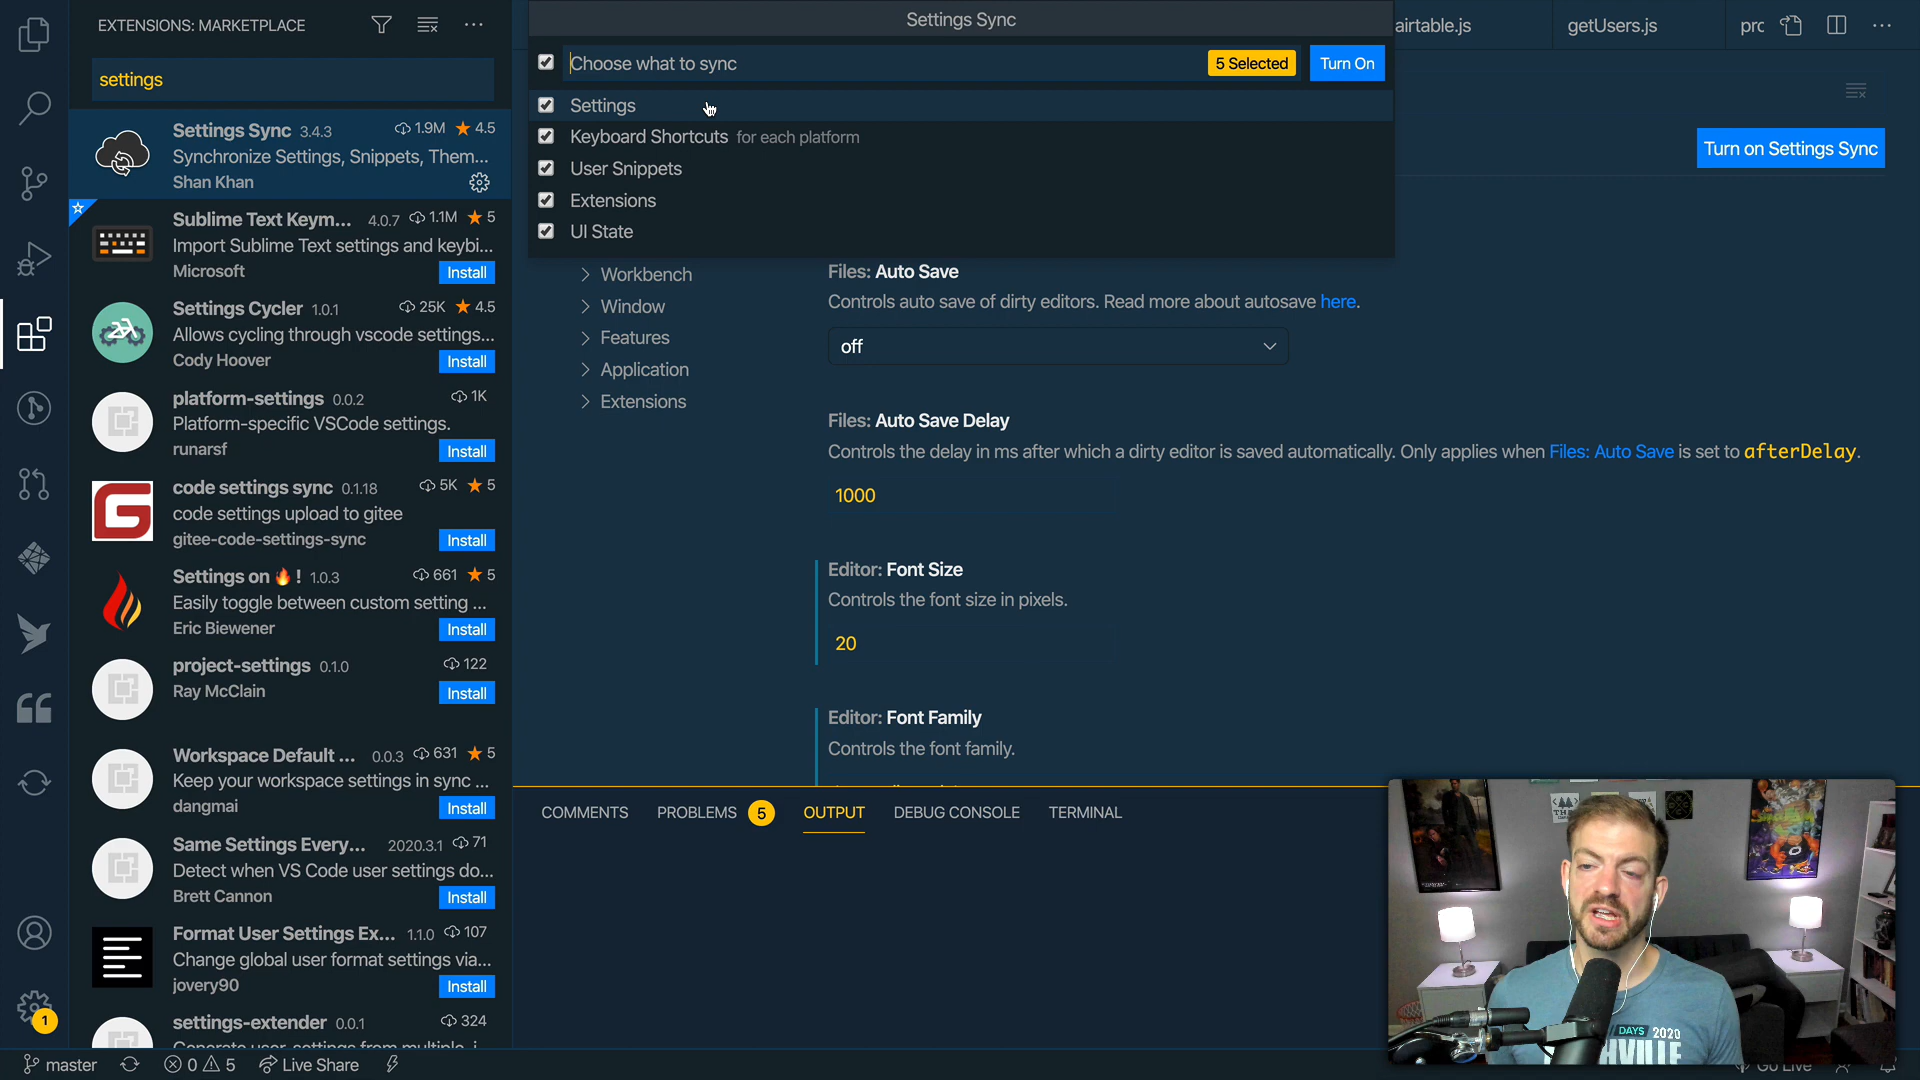 EXTENSIONS: MARKETPLACE
settings
Settings Sync 3.4.3 1.9M 4.5
Synchronize Settings, Snippets, Them...
Shan Khan
Sublime Text Keym... 4.0.7 1.1M 5
Import Sublime Text settings and keybi...
Microsoft Install
Settings Cycler 1.0.1 25K 4.5
Allows cycling through vscode settings...
Cody Hoover Install
platform-settings 0.0.2 1K
Platform-specific VSCode settings.
runarsf Install
code settings sync 0.1.18 5K 5
code settings upload to gitee
gitee-code-settings-sync Install
Settings on 🔥! 1.0.3 661 5
Easily toggle between custom setting ...
Eric Biewener Install
project-settings 0.1.0 122
Ray McClain Install
Workspace Default ... 0.0.3 631 5
Keep your workspace settings in sync ...
dangmai Install
Same Settings Every... 2020.3.1 71
Detect when VS Code user settings do...
Brett Cannon Install
Format User Settings Ex... 1.1.0 107
Change global user format settings via...
jovery90 Install
settings-extender 0.0.1 324
1
Settings Sync
Choose what to sync 5 Selected Turn On
Settings
Keyboard Shortcuts for each platform
User Snippets
Extensions
UI State
airtable.js getUsers.js prc
Turn on Settings Sync
Workbench
Window
Features
Application
Extensions
Files: Auto Save
Controls auto save of dirty editors. Read more about autosave here.
off
Files: Auto Save Delay
Controls the delay in ms after which a dirty editor is saved automatically. Only applies when Files: Auto Save is set to afterDelay.
1000
Editor: Font Size
Controls the font size in pixels.
20
Editor: Font Family
Controls the font family.
COMMENTS PROBLEMS 5 OUTPUT DEBUG CONSOLE TERMINAL
DAYS 2020
master 0 5 Live Share
Go Live